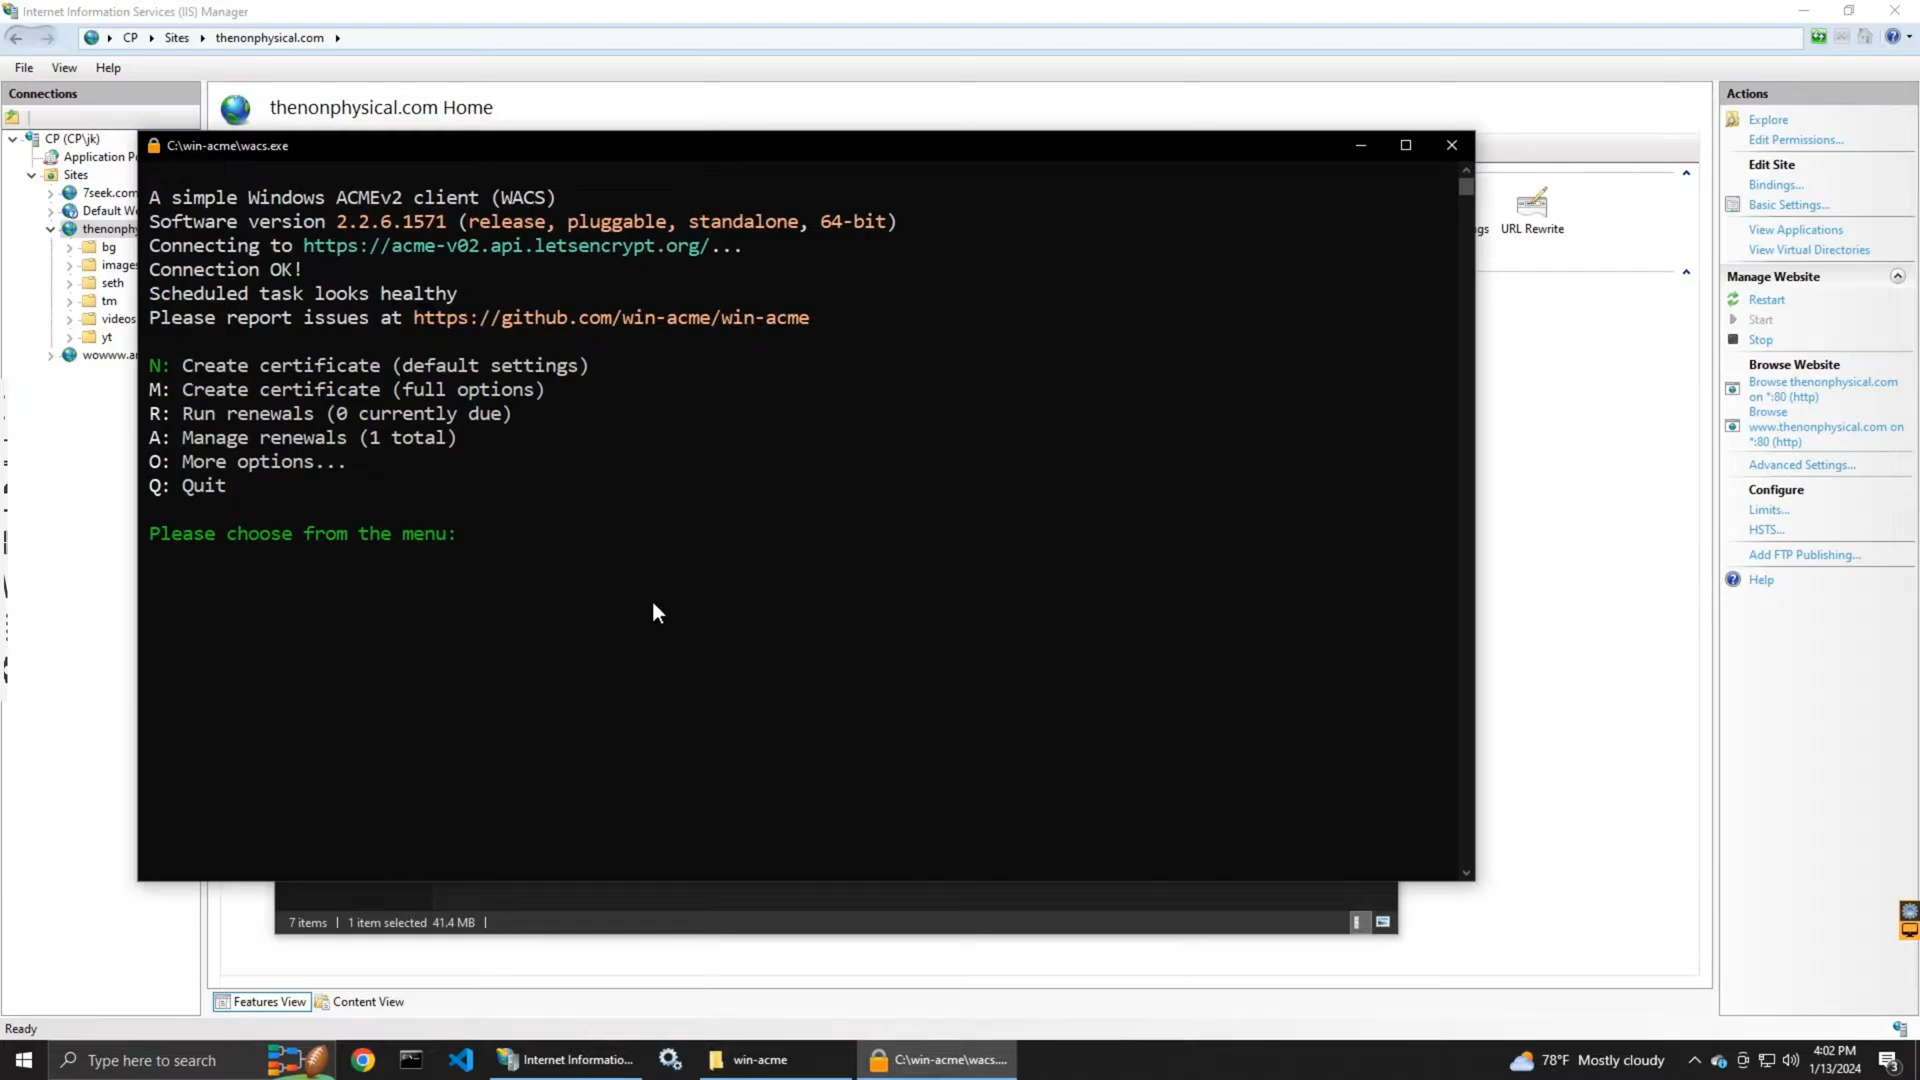 Internet Information Services (IIS) Manager
CP
Sites
thenonphysical.com
File
View
Help
Connections
CP (CP\jk)
Sites
7seek.com
bg
seth
tm
videos
yt
thenonphysical.com Home
C:\win-acme\wacs.exe
A simple Windows ACMEv2 client (WACS)
Software version 2.2.6.1571 (release, pluggable, standalone, 64-bit)
Connecting to https://acme-v02.api.letsencrypt.org/...
Connection OK!
Scheduled task looks healthy
Please report issues at https://github.com/win-acme/win-acme
N: Create certificate (default settings)
M: Create certificate (full options)
R: Run renewals (0 currently due)
A: Manage renewals (1 total)
O: More options...
Q: Quit
Please choose from the menu:
URL Rewrite
7 items
1 item selected 41.4 MB
Features View
Content View
Actions
Explore
Edit Permissions...
Edit Site
Bindings...
Basic Settings...
View Applications
View Virtual Directories
Manage Website
Restart
Start
Stop
Browse Website
Browse thenonphysical.com
on *:80 (http)
Browse
www.thenonphysical.com on
*:80 (http)
Advanced Settings...
Configure
Limits...
HSTS...
Add FTP Publishing...
Help
Ready
Type here to search
Internet Informatio...
win-acme
C:\win-acme\wacs....
78°F Mostly cloudy
4:02 PM
1/13/2024
3